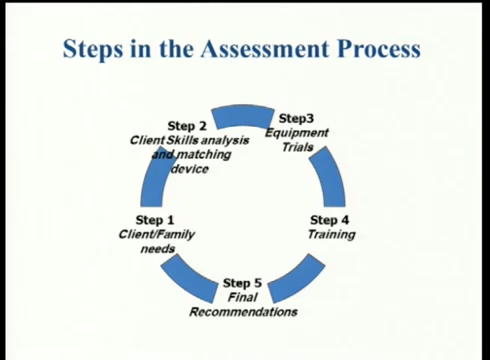 Steps in the Assessment Process
Step 1
Client/Family
needs
Step 2
Client Skills analysis
and matching
device
Step3
Equipment
Trials
Step 4
Training
Step 5
Final
Recommendations